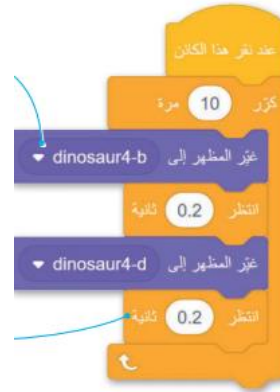 عند نقر هذا الكائن
كرّر 10 مرة
غيّر المظهر إلى dinosaur4-b
انتظر 0.2 ثانية
غيّر المظهر إلى dinosaur4-d
انتظر 0.2 ثانية